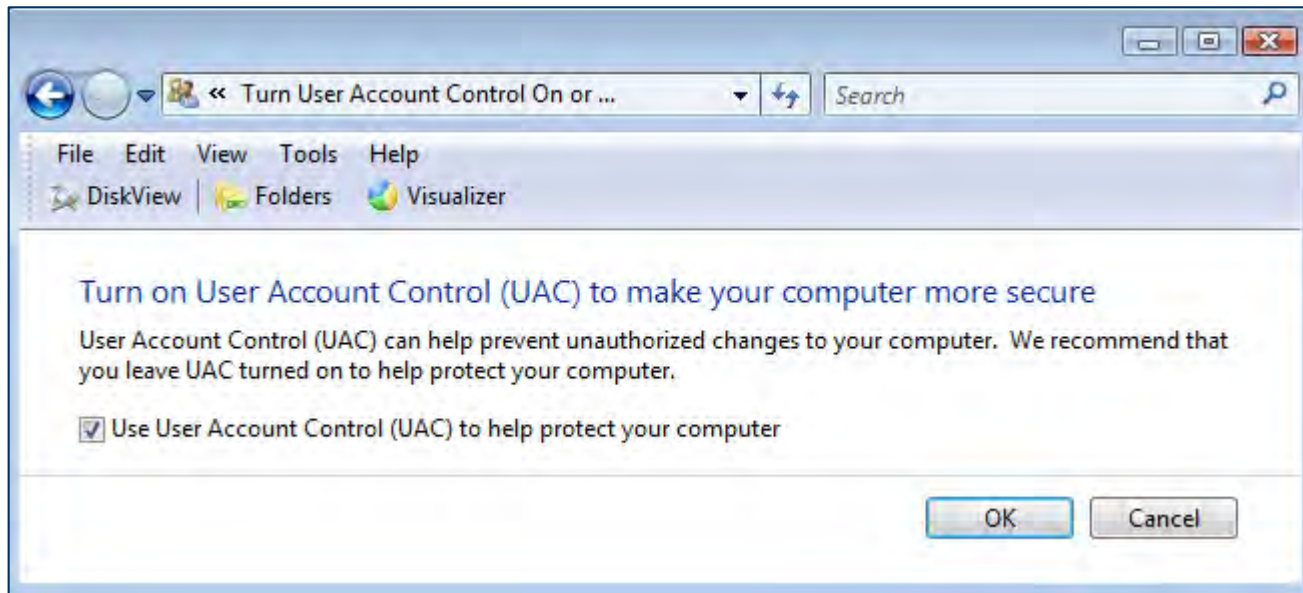 « Turn User Account Control On or ...
Search
File Edit View Tools Help
DiskView Folders Visualizer
Turn on User Account Control (UAC) to make your computer more secure
User Account Control (UAC) can help prevent unauthorized changes to your computer. We recommend that
you leave UAC turned on to help protect your computer.
Use User Account Control (UAC) to help protect your computer
OK Cancel